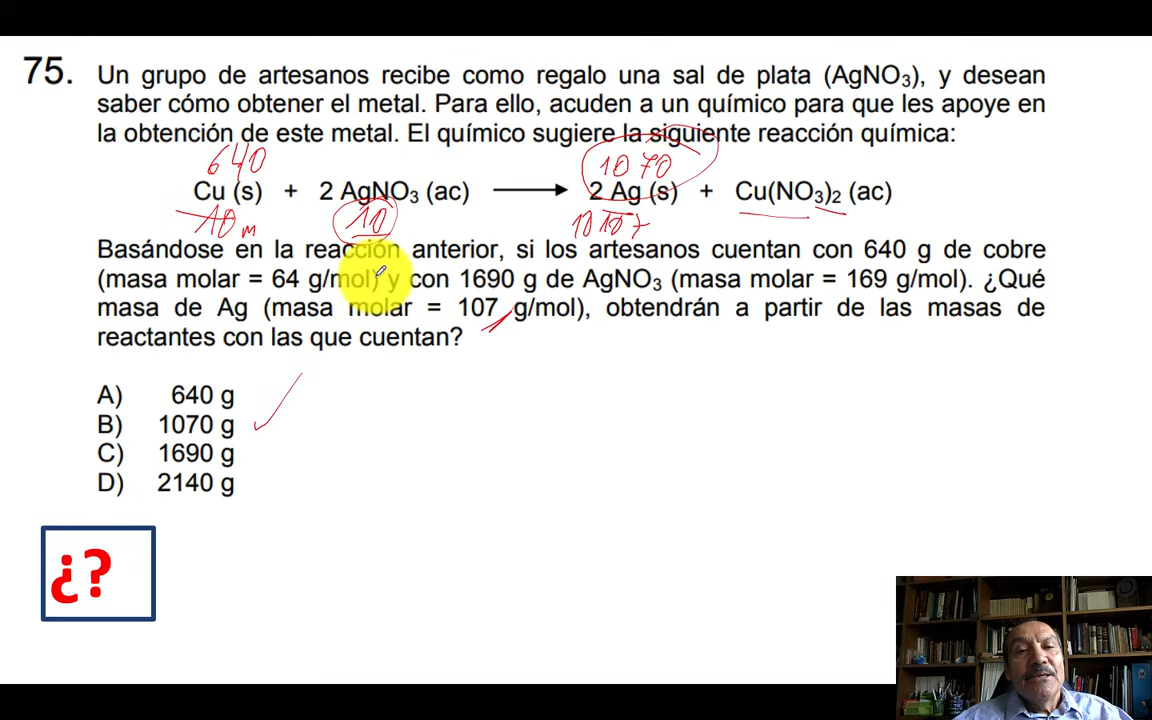 75. Un grupo de artesanos recibe como regalo una sal de plata (AgNO₃), y desean
saber cómo obtener el metal. Para ello, acuden a un químico para que les apoye en
la obtención de este metal. El químico sugiere la siguiente reacción química:
640 1070
Cu (s) + 2 AgNO₃ (ac) ⟶ 2 Ag (s) + Cu(NO₃)₂ (ac)
10 m 10 10 107
Basándose en la reacción anterior, si los artesanos cuentan con 640 g de cobre
(masa molar = 64 g/mol) y con 1690 g de AgNO₃ (masa molar = 169 g/mol). ¿Qué
masa de Ag (masa molar = 107 g/mol), obtendrán a partir de las masas de
reactantes con las que cuentan?
A) 640 g
B) 1070 g
C) 1690 g
D) 2140 g
¿?